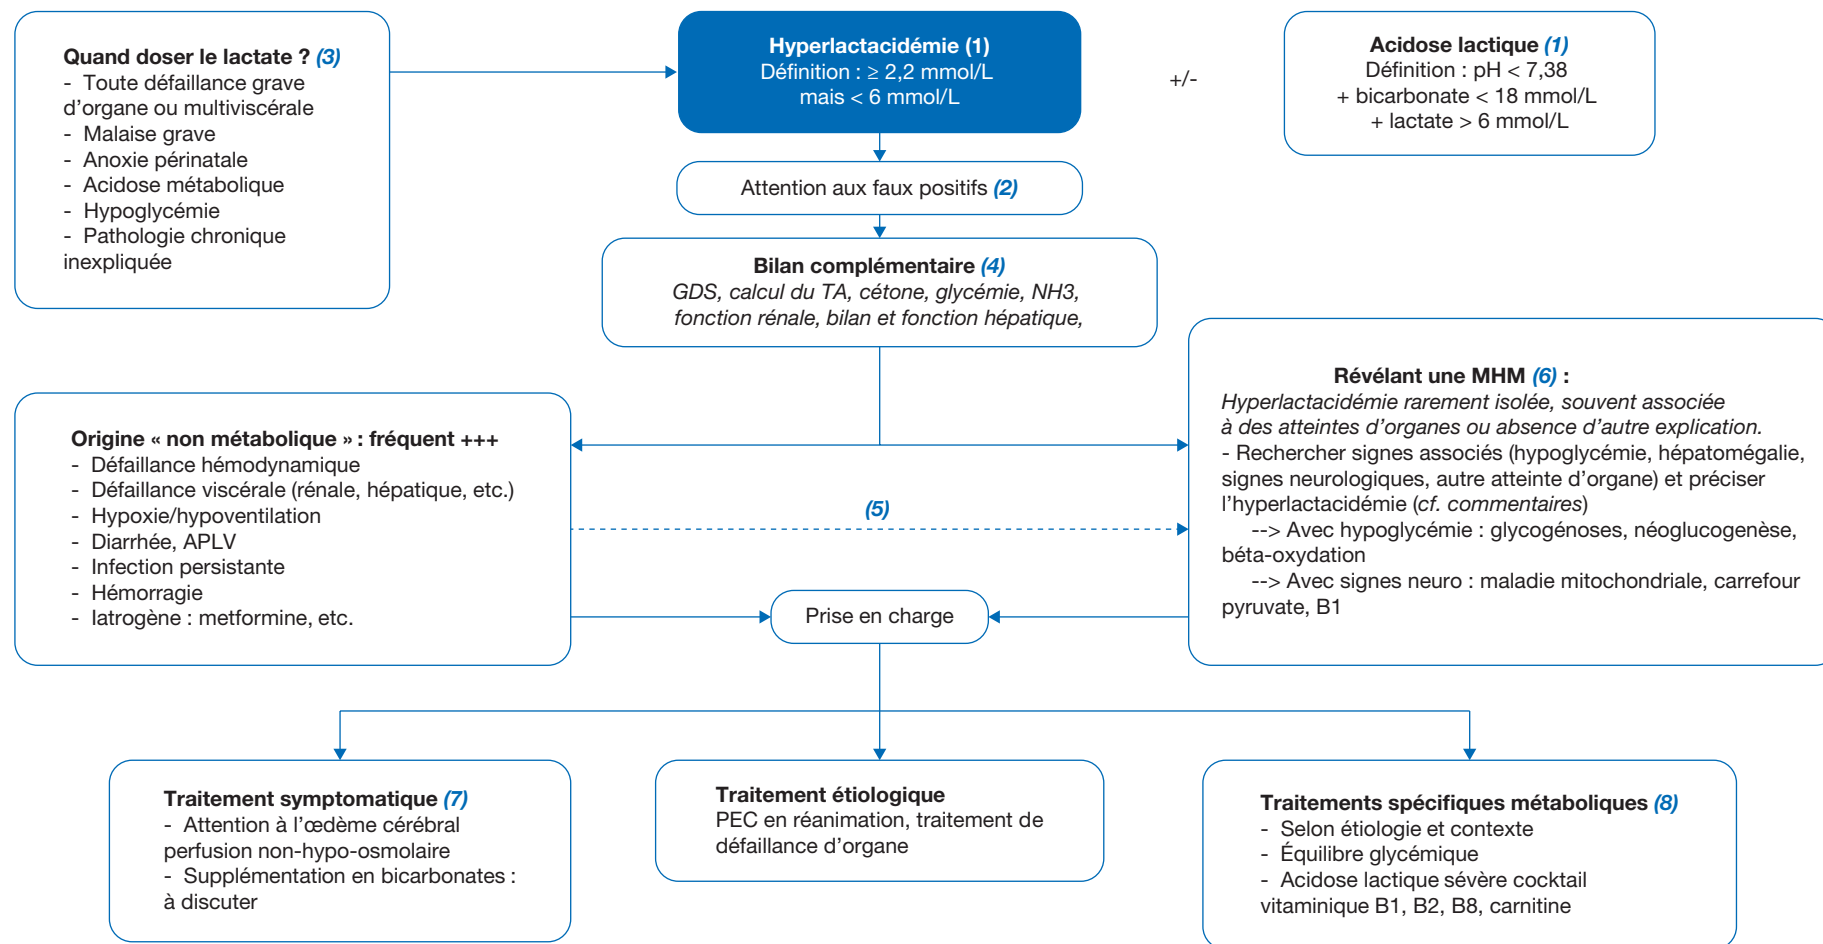 Quand doser le lactate ? (3)
- Toute défaillance grave
d'organe ou multiviscérale
- Malaise grave
- Anoxie périnatale
- Acidose métabolique
- Hypoglycémie
- Pathologie chronique
inexpliquée
Hyperlactacidémie (1)
Définition : ≥ 2,2 mmol/L
mais < 6 mmol/L
+/-
Acidose lactique (1)
Définition : pH < 7,38
+ bicarbonate < 18 mmol/L
+ lactate > 6 mmol/L
Attention aux faux positifs (2)
Bilan complémentaire (4)
GDS, calcul du TA, cétone, glycémie, NH3,
fonction rénale, bilan et fonction hépatique,
Origine « non métabolique » : fréquent +++
- Défaillance hémodynamique
- Défaillance viscérale (rénale, hépatique, etc.)
- Hypoxie/hypoventilation
- Diarrhée, APLV
- Infection persistante
- Hémorragie
- Iatrogène : metformine, etc.
(5)
Révélant une MHM (6) :
Hyperlactacidémie rarement isolée, souvent associée
à des atteintes d'organes ou absence d'autre explication.
- Rechercher signes associés (hypoglycémie, hépatomégalie,
signes neurologiques, autre atteinte d'organe) et préciser
l'hyperlactacidémie (cf. commentaires)
--> Avec hypoglycémie : glycogénoses, néoglucogenèse,
béta-oxydation
--> Avec signes neuro : maladie mitochondriale, carrefour
pyruvate, B1
Prise en charge
Traitement symptomatique (7)
- Attention à l'œdème cérébral
perfusion non-hypo-osmolaire
- Supplémentation en bicarbonates :
à discuter
Traitement étiologique
PEC en réanimation, traitement de
défaillance d'organe
Traitements spécifiques métaboliques (8)
- Selon étiologie et contexte
- Équilibre glycémique
- Acidose lactique sévère cocktail
vitaminique B1, B2, B8, carnitine